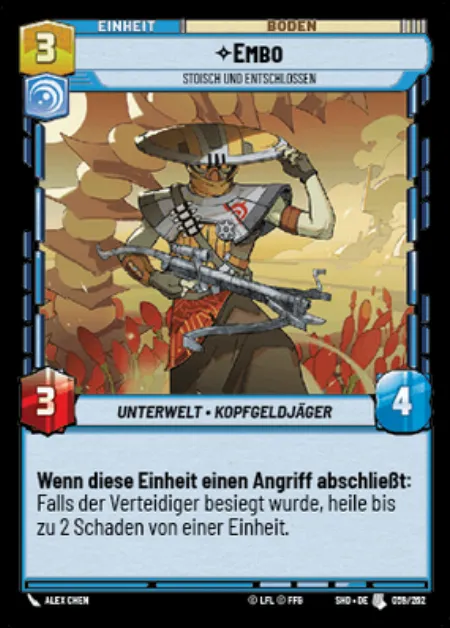 EINHEIT
BODEN
3
✧EMBO
STOISCH UND ENTSCHLOSSEN
3
UNTERWELT • KOPFGELDJÄGER
4
Wenn diese Einheit einen Angriff abschließt:
Falls der Verteidiger besiegt wurde, heile bis
zu 2 Schaden von einer Einheit.
ALEX CHEN
© LFL © FFG
SHD • DE
059/262